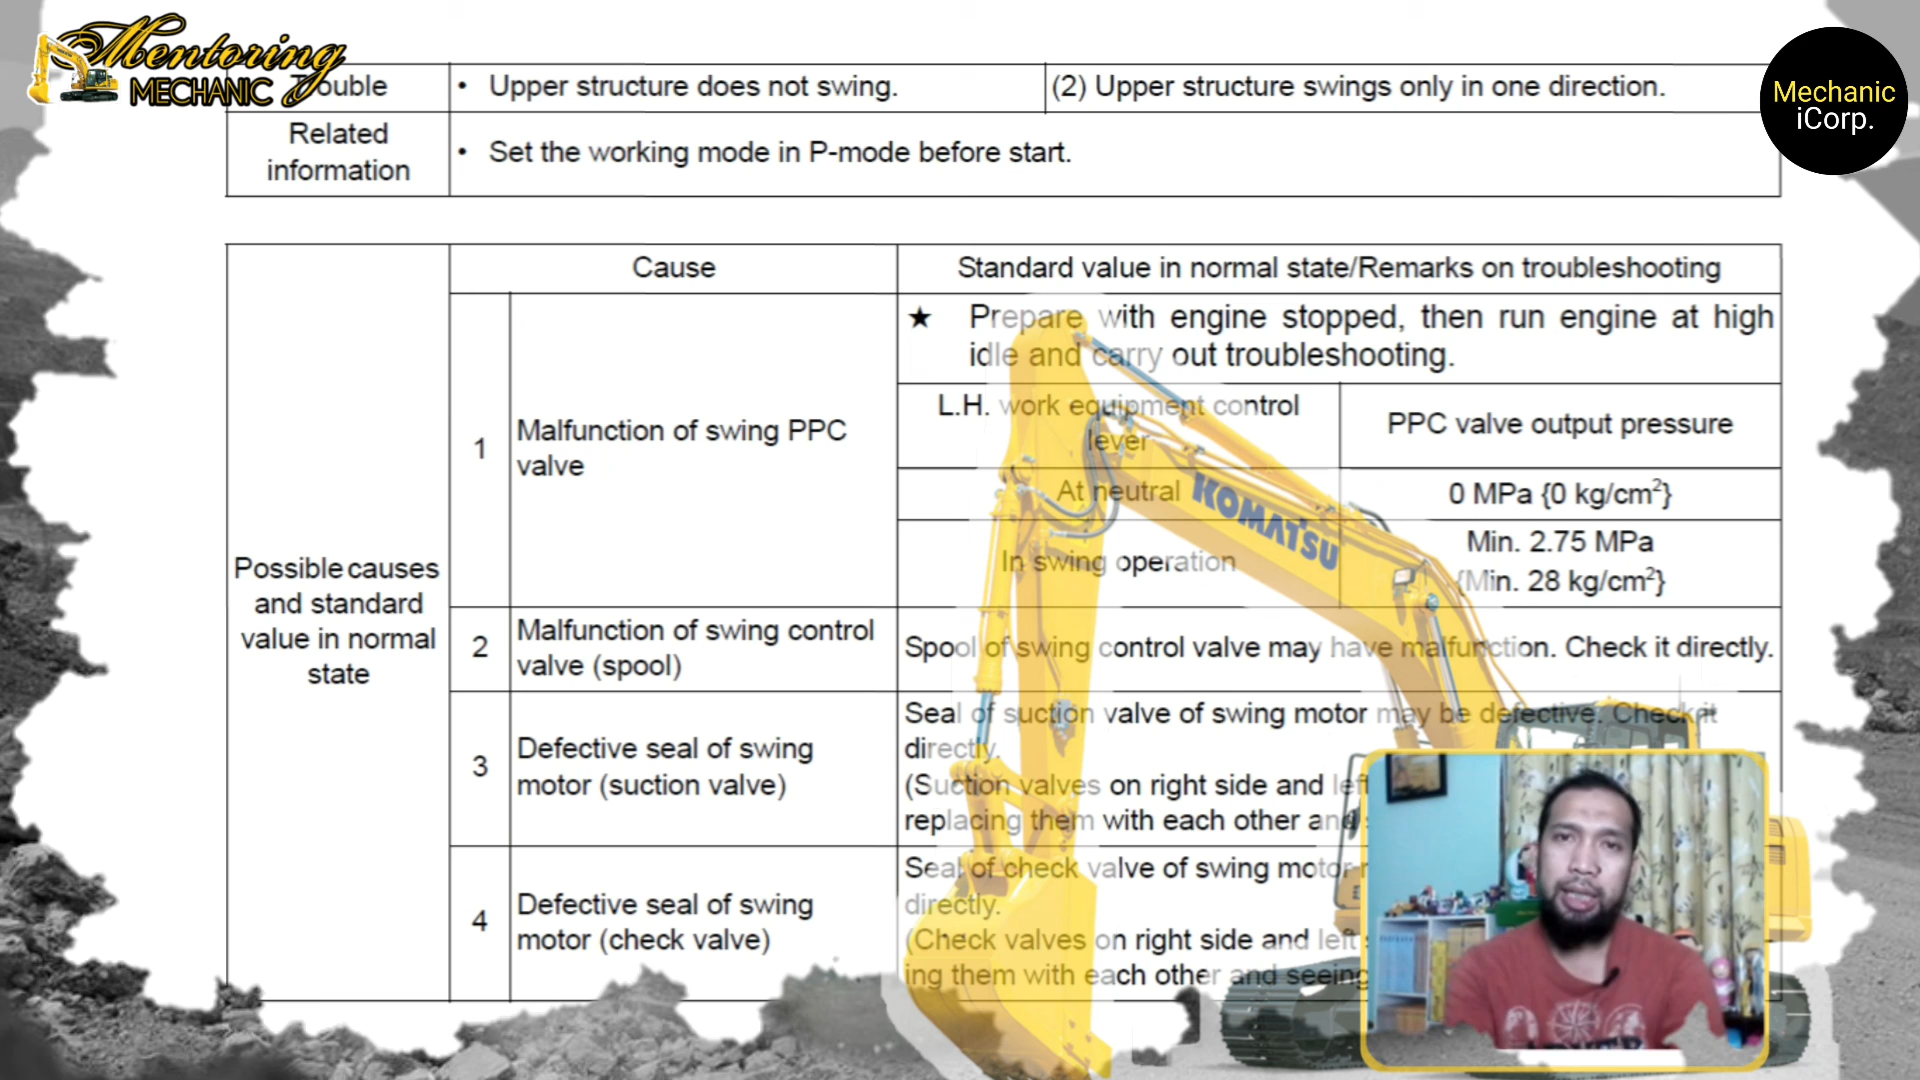 Mentoring
MECHANIC
Mechanic
iCorp.
Trouble
• Upper structure does not swing.
(2) Upper structure swings only in one direction.
Related
information
• Set the working mode in P-mode before start.
Possible causes
and standard
value in normal
state
Cause
Standard value in normal state/Remarks on troubleshooting
1
Malfunction of swing PPC
valve
★ Prepare with engine stopped, then run engine at high
idle and carry out troubleshooting.
L.H. work equipment control
lever
PPC valve output pressure
At neutral
0 MPa {0 kg/cm²}
In swing operation
Min. 2.75 MPa
{Min. 28 kg/cm²}
2
Malfunction of swing control
valve (spool)
Spool of swing control valve may have malfunction. Check it directly.
3
Defective seal of swing
motor (suction valve)
Seal of suction valve of swing motor may be defective. Check it
directly.
(Suction valves on right side and left
replacing them with each other and
4
Defective seal of swing
motor (check valve)
Seal of check valve of swing motor
directly.
(Check valves on right side and left
ing them with each other and seeing
KOMATSU